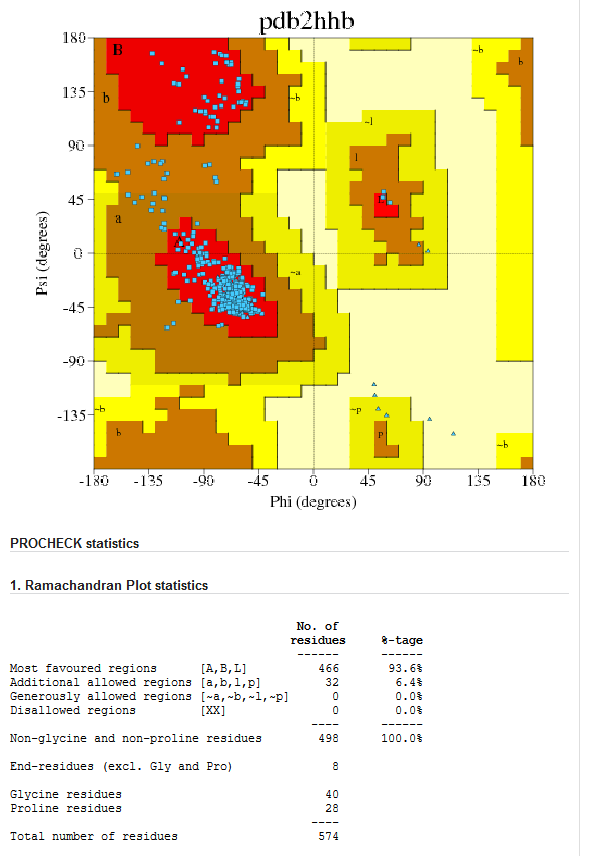 pdb2hhb
180
135
90
45
0
-45
-90
-135
Psi (degrees)
B
b
a
A
~b
~b
b
~l
l
~a
~b
b
~p
p
~b
-180 -135 -90 -45 0 45 90 135 180
Phi (degrees)
PROCHECK statistics
1. Ramachandran Plot statistics
No. of
residues %-tage
------ ------
Most favoured regions [A,B,L] 466 93.6%
Additional allowed regions [a,b,l,p] 32 6.4%
Generously allowed regions [~a,~b,~l,~p] 0 0.0%
Disallowed regions [XX] 0 0.0%
---- ------
Non-glycine and non-proline residues 498 100.0%
End-residues (excl. Gly and Pro) 8
Glycine residues 40
Proline residues 28
----
Total number of residues 574